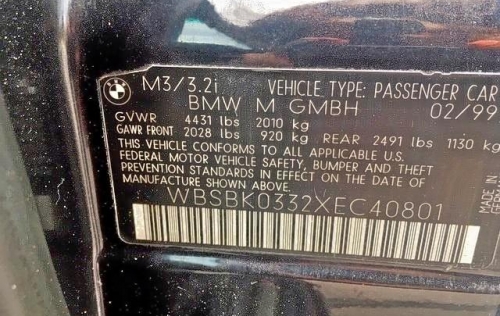 BMW
M3/3.2i VEHICLE TYPE: PASSENGER CAR
BMW M GMBH 02/99
GVWR 4431 lbs 2010 kg
GAWR FRONT 2028 lbs 920 kg REAR 2491 lbs 1130 kg
THIS VEHICLE CONFORMS TO ALL APPLICABLE U.S.
FEDERAL MOTOR VEHICLE SAFETY, BUMPER AND THEFT
PREVENTION STANDARDS IN EFFECT ON THE DATE OF
MANUFACTURE SHOWN ABOVE.
WBSBK0332XEC40801
MADE IN